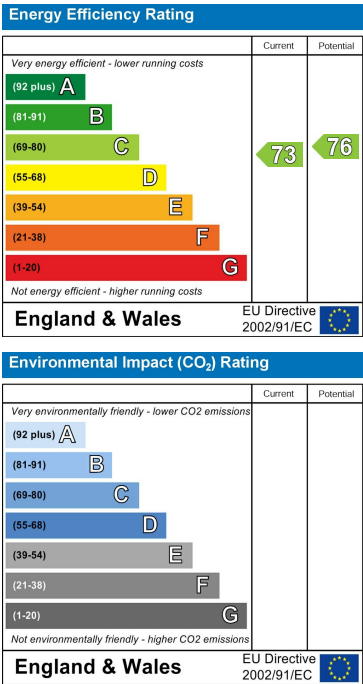 Energy Efficiency Rating
Current Potential
Very energy efficient - lower running costs
(92 plus) A
(81-91) B
(69-80) C
73 76
(55-68) D
(39-54) E
(21-38) F
(1-20) G
Not energy efficient - higher running costs
England & Wales
EU Directive
2002/91/EC
Environmental Impact (CO₂) Rating
Current Potential
Very environmentally friendly - lower CO2 emissions
(92 plus) A
(81-91) B
(69-80) C
(55-68) D
(39-54) E
(21-38) F
(1-20) G
Not environmentally friendly - higher CO2 emissions
England & Wales
EU Directive
2002/91/EC